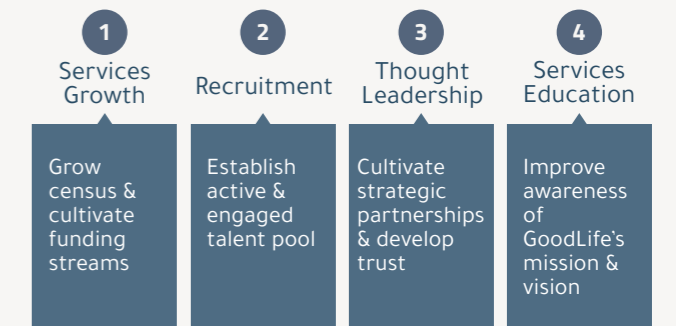 1
Services
Growth
Grow
census &
cultivate
funding
streams
2
Recruitment
Establish
active &
engaged
talent pool
3
Thought
Leadership
Cultivate
strategic
partnerships
& develop
trust
4
Services
Education
Improve
awareness
of
GoodLife's
mission &
vision